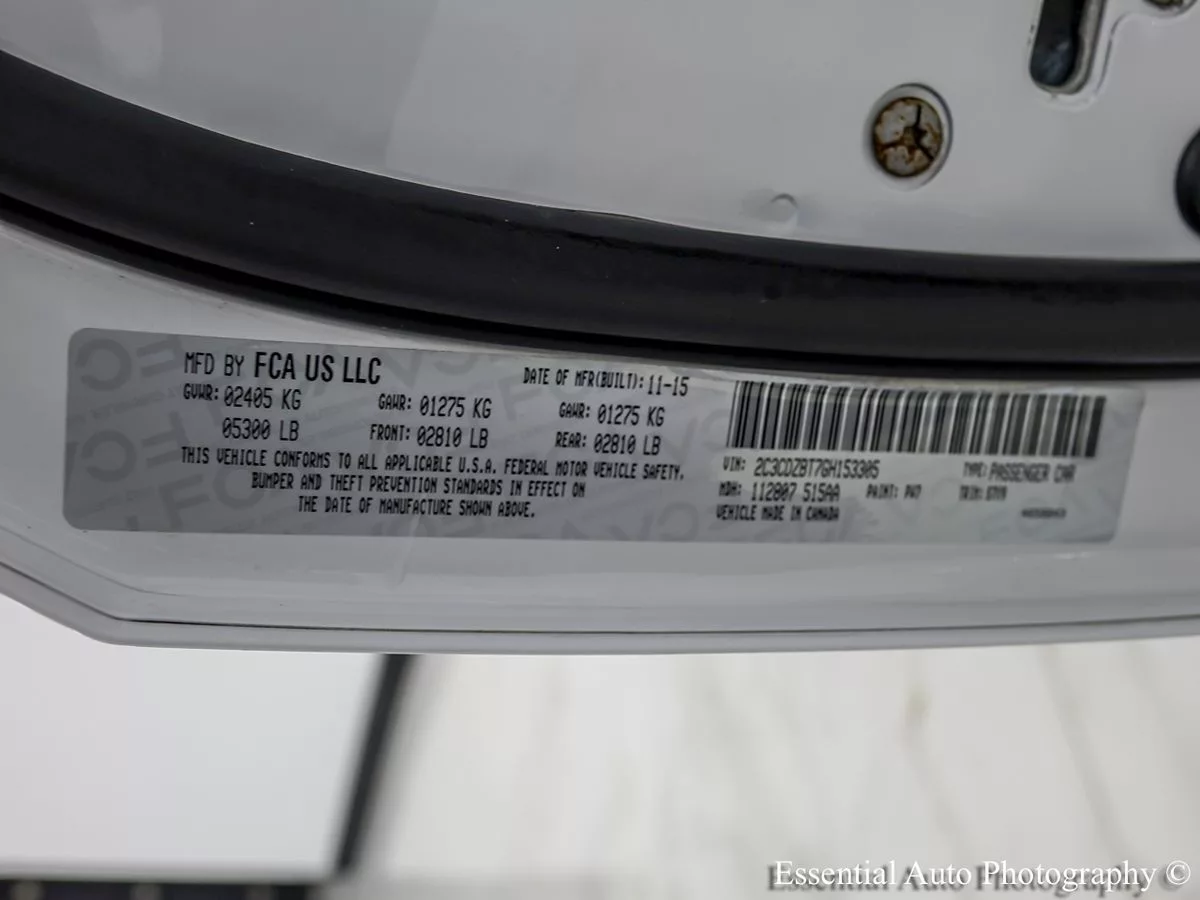 MFD BY FCA US LLC
DATE OF MFR(BUILT): 11-15
GVWR: 02405 KG
GAWR: 01275 KG
GAWR: 01275 KG
05300 LB
FRONT: 02810 LB
REAR: 02810 LB
THIS VEHICLE CONFORMS TO ALL APPLICABLE U.S.A. FEDERAL MOTOR VEHICLE SAFETY,
BUMPER AND THEFT PREVENTION STANDARDS IN EFFECT ON
THE DATE OF MANUFACTURE SHOWN ABOVE.
VIN: 2C3CDZBT7GH153305
TYPE: PASSENGER CAR
MDH: 112807 515AA
PAINT: PW7
TRIM:
VEHICLE MADE IN CANADA
Essential Auto Photography ©